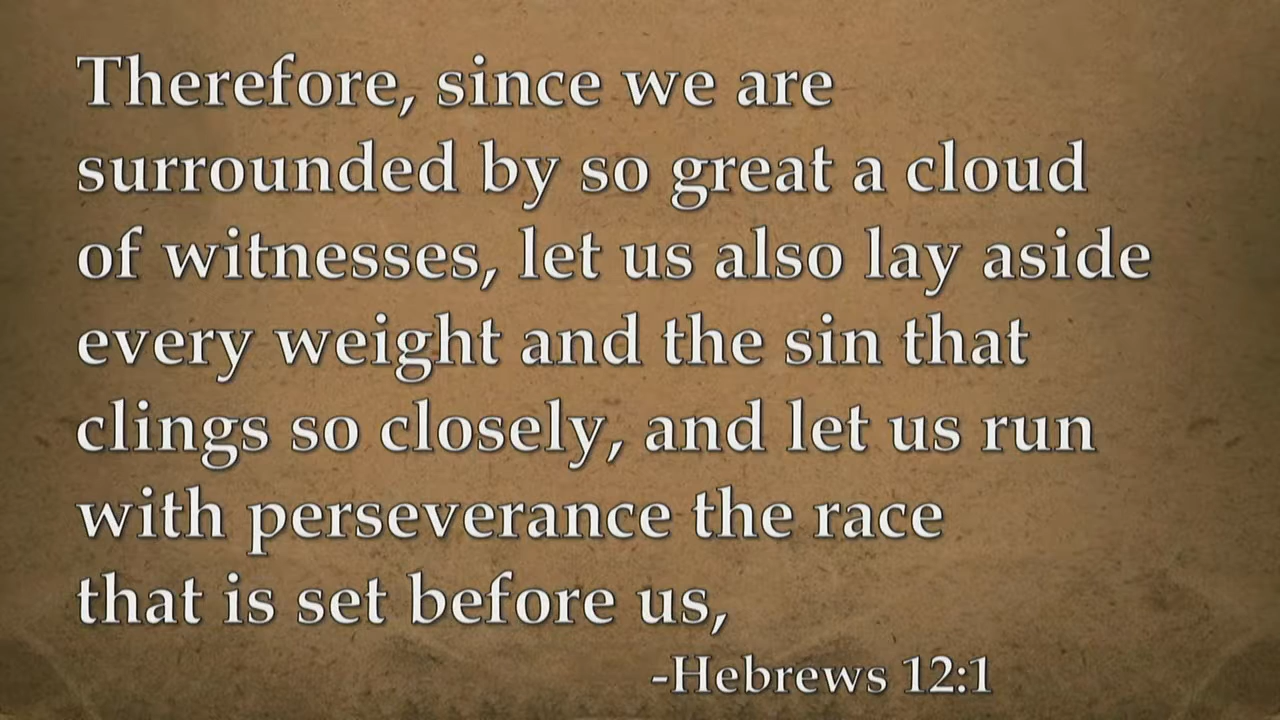 Therefore, since we are
surrounded by so great a cloud
of witnesses, let us also lay aside
every weight and the sin that
clings so closely, and let us run
with perseverance the race
that is set before us,
-Hebrews 12:1